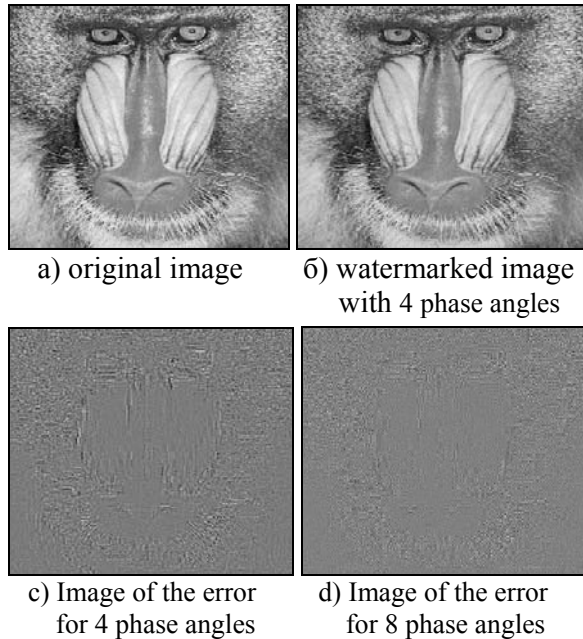 a) original image
б) watermarked image
with 4 phase angles
c) Image of the error
for 4 phase angles
d) Image of the error
for 8 phase angles